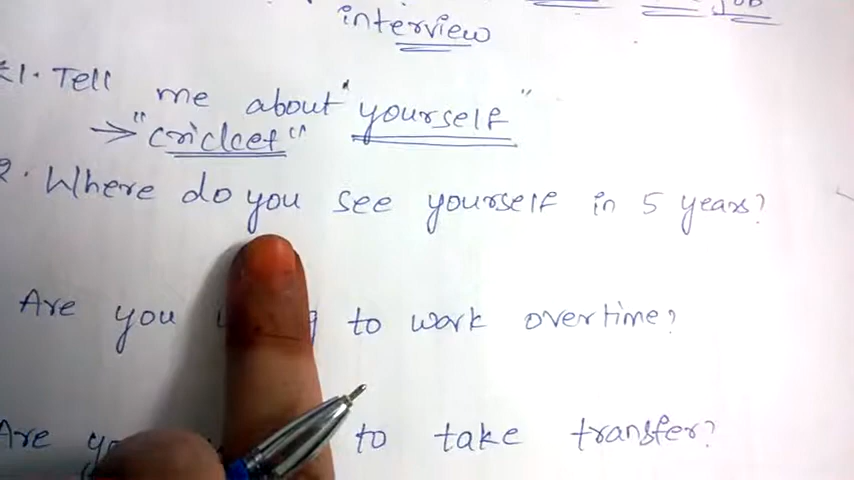 Job
interview
1. Tell me about "yourself"
→ "cricket"
2. Where do you see yourself in 5 years?
Are you to work overtime?
Are to take transfer?